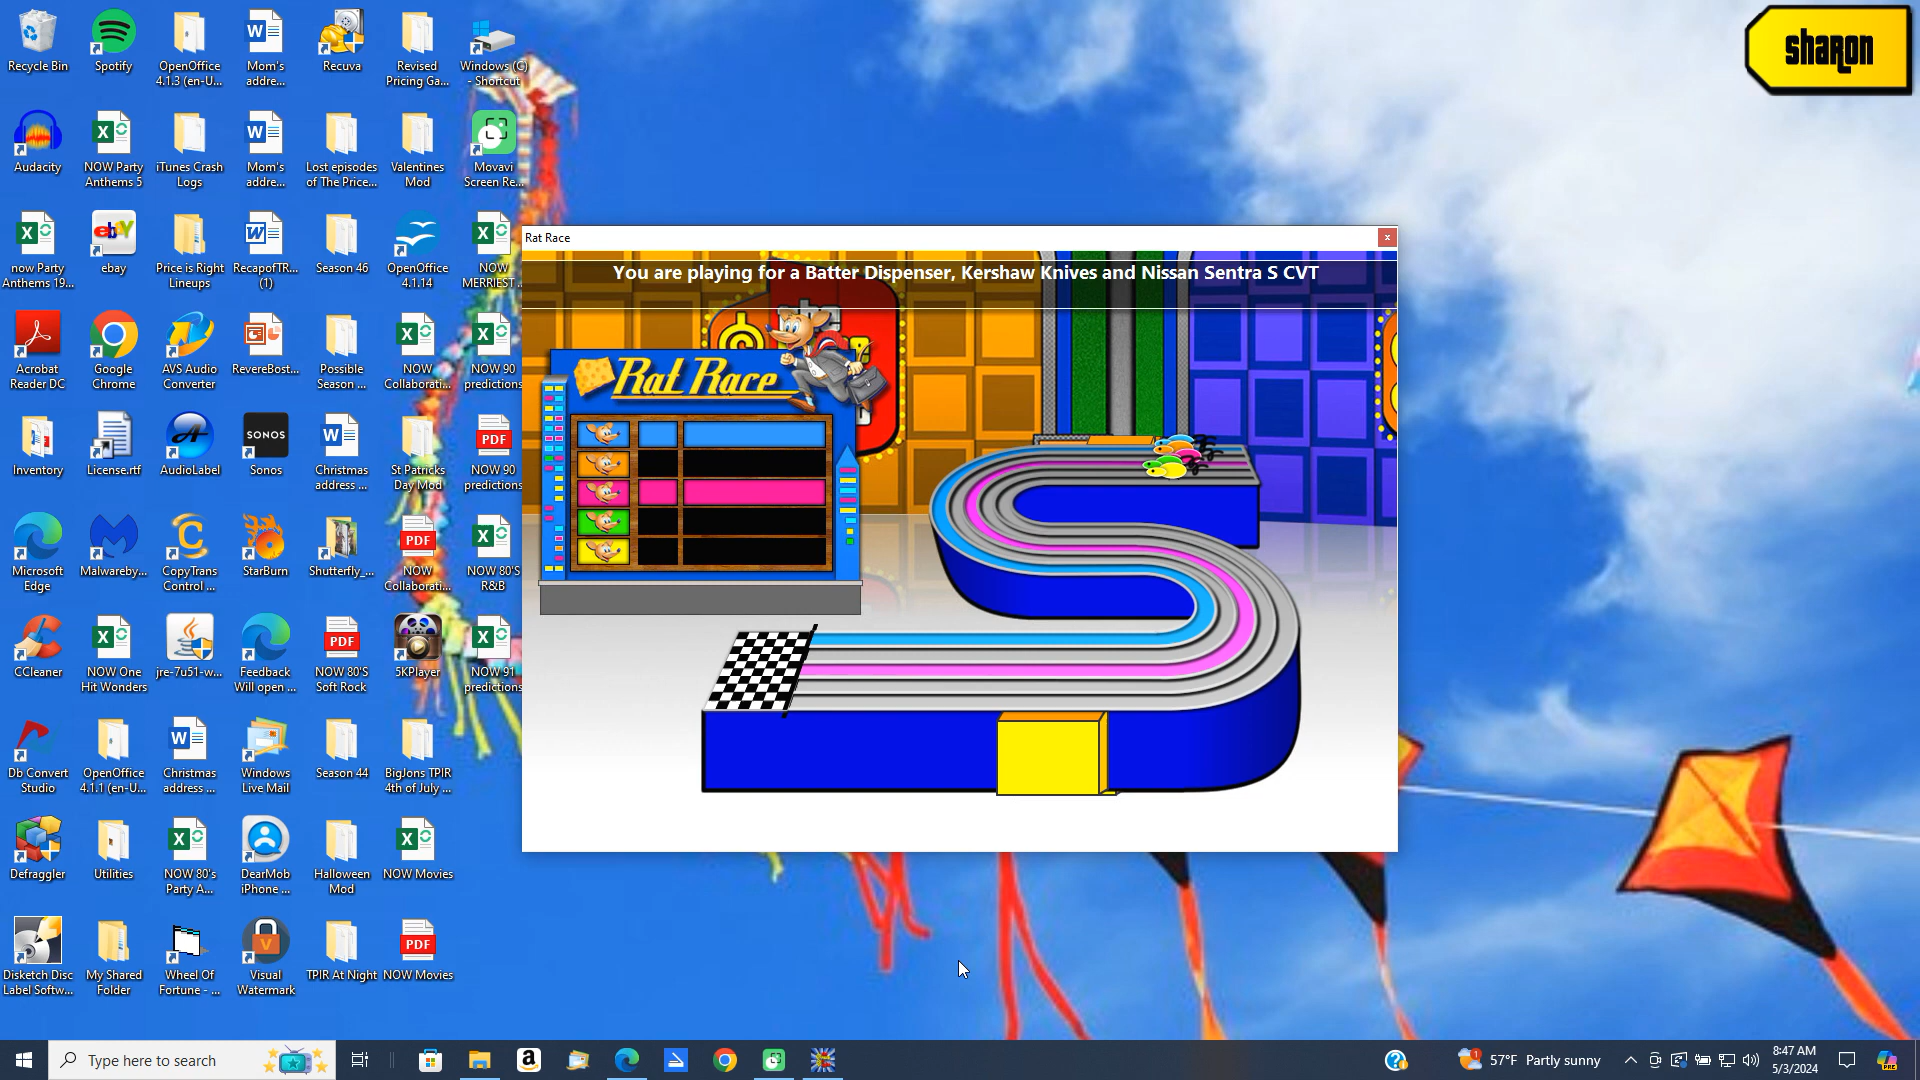 Recycle Bin
Spotify
OpenOffice
4.1.3 (en-U...
Mom's
addre...
Recuva
Revised
Pricing Ga...
Windows (C)
- Shortcut
sharon
Audacity
NOW Party
Anthems 5
iTunes Crash
Logs
Mom's
addre...
Lost episodes
of The Price...
Valentines
Mod
Movavi
Screen Re...
now Party
Anthems 19...
ebay
Price is Right
Lineups
RecapofTR...
(1)
Season 46
OpenOffice
4.1.14
NOW
MERRIEST ...
Rat Race
You are playing for a Batter Dispenser, Kershaw Knives and Nissan Sentra S CVT
Rat Race
Acrobat
Reader DC
Google
Chrome
AVS Audio
Converter
RevereBost...
Possible
Season ...
NOW
Collaborati...
NOW 90
predictions
Inventory
License.rtf
AudioLabel
SONOS
Sonos
Christmas
address ...
St Patricks
Day Mod
PDF
NOW 90
predictions
Microsoft
Edge
Malwareby...
CopyTrans
Control ...
StarBurn
Shutterfly_...
PDF
NOW
Collaborati...
NOW 80'S
R&B
CCleaner
NOW One
Hit Wonders
jre-7u51-w...
Feedback
Will open ...
PDF
NOW 80'S
Soft Rock
5KPlayer
NOW 91
predictions
Db Convert
Studio
OpenOffice
4.1.1 (en-U...
Christmas
address ...
Windows
Live Mail
Season 44
BigJons TPIR
4th of July ...
Defraggler
Utilities
NOW 80's
Party A...
DearMob
iPhone ...
Halloween
Mod
NOW Movies
Disketch Disc
Label Softw...
My Shared
Folder
Wheel Of
Fortune - ...
Visual
Watermark
TPIR At Night
PDF
NOW Movies
Type here to search
57°F Partly sunny
8:47 AM
5/3/2024